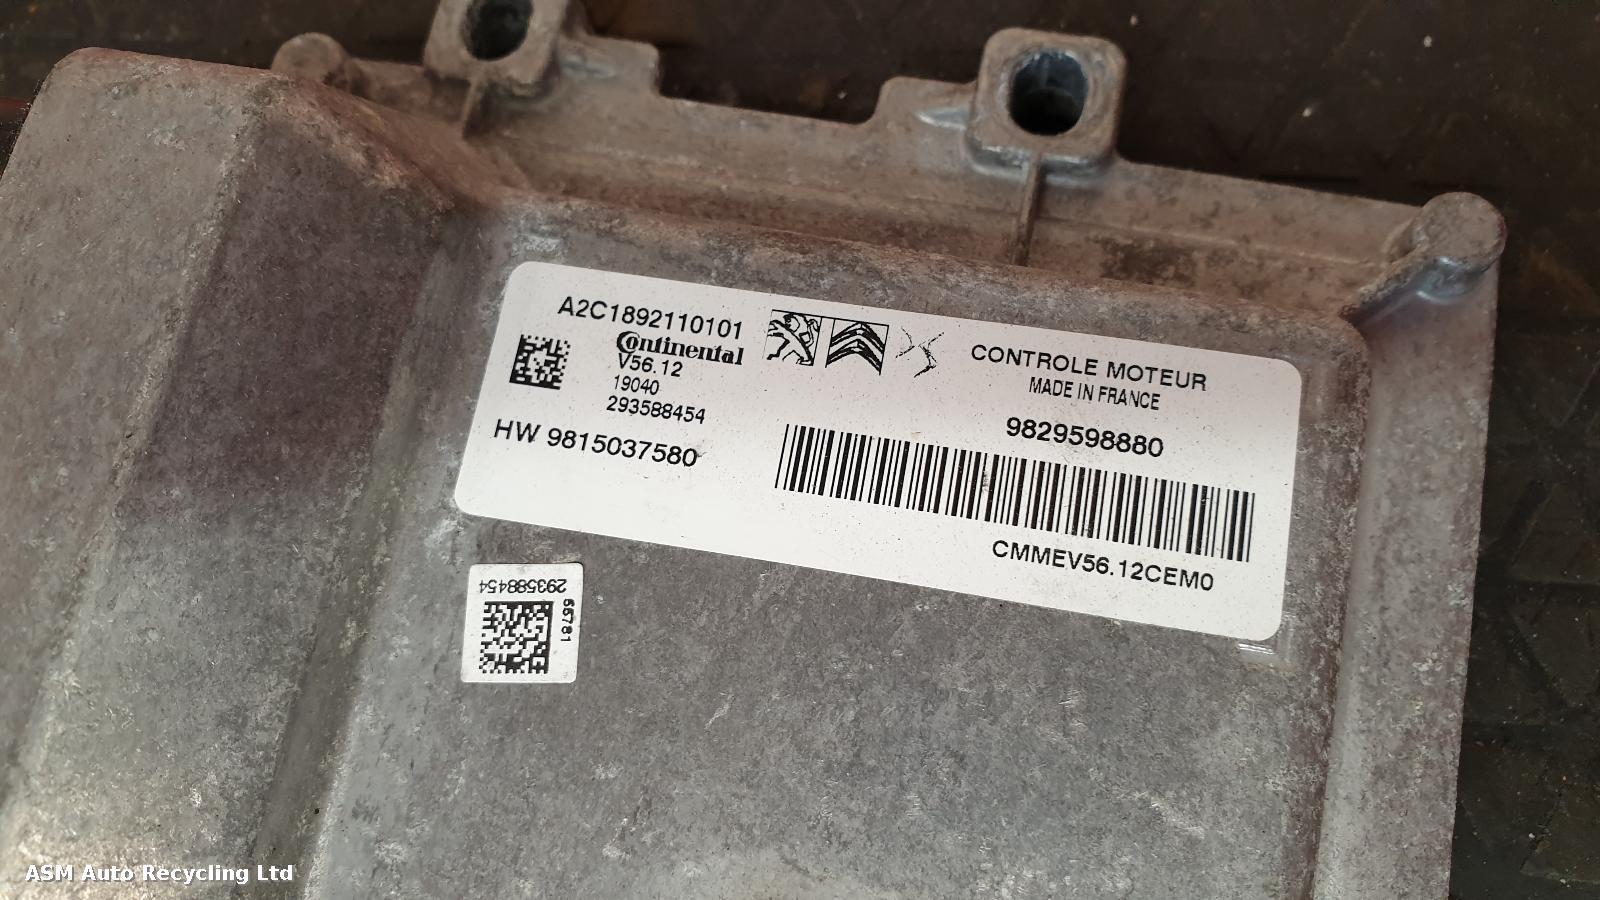 A2C1892110101
Continental
V56.12
19040
293588454
HW 9815037580
CONTROLE MOTEUR
MADE IN FRANCE
9829598880
CMMEV56.12CEM0
293588454
65781
ASM Auto Recycling Ltd